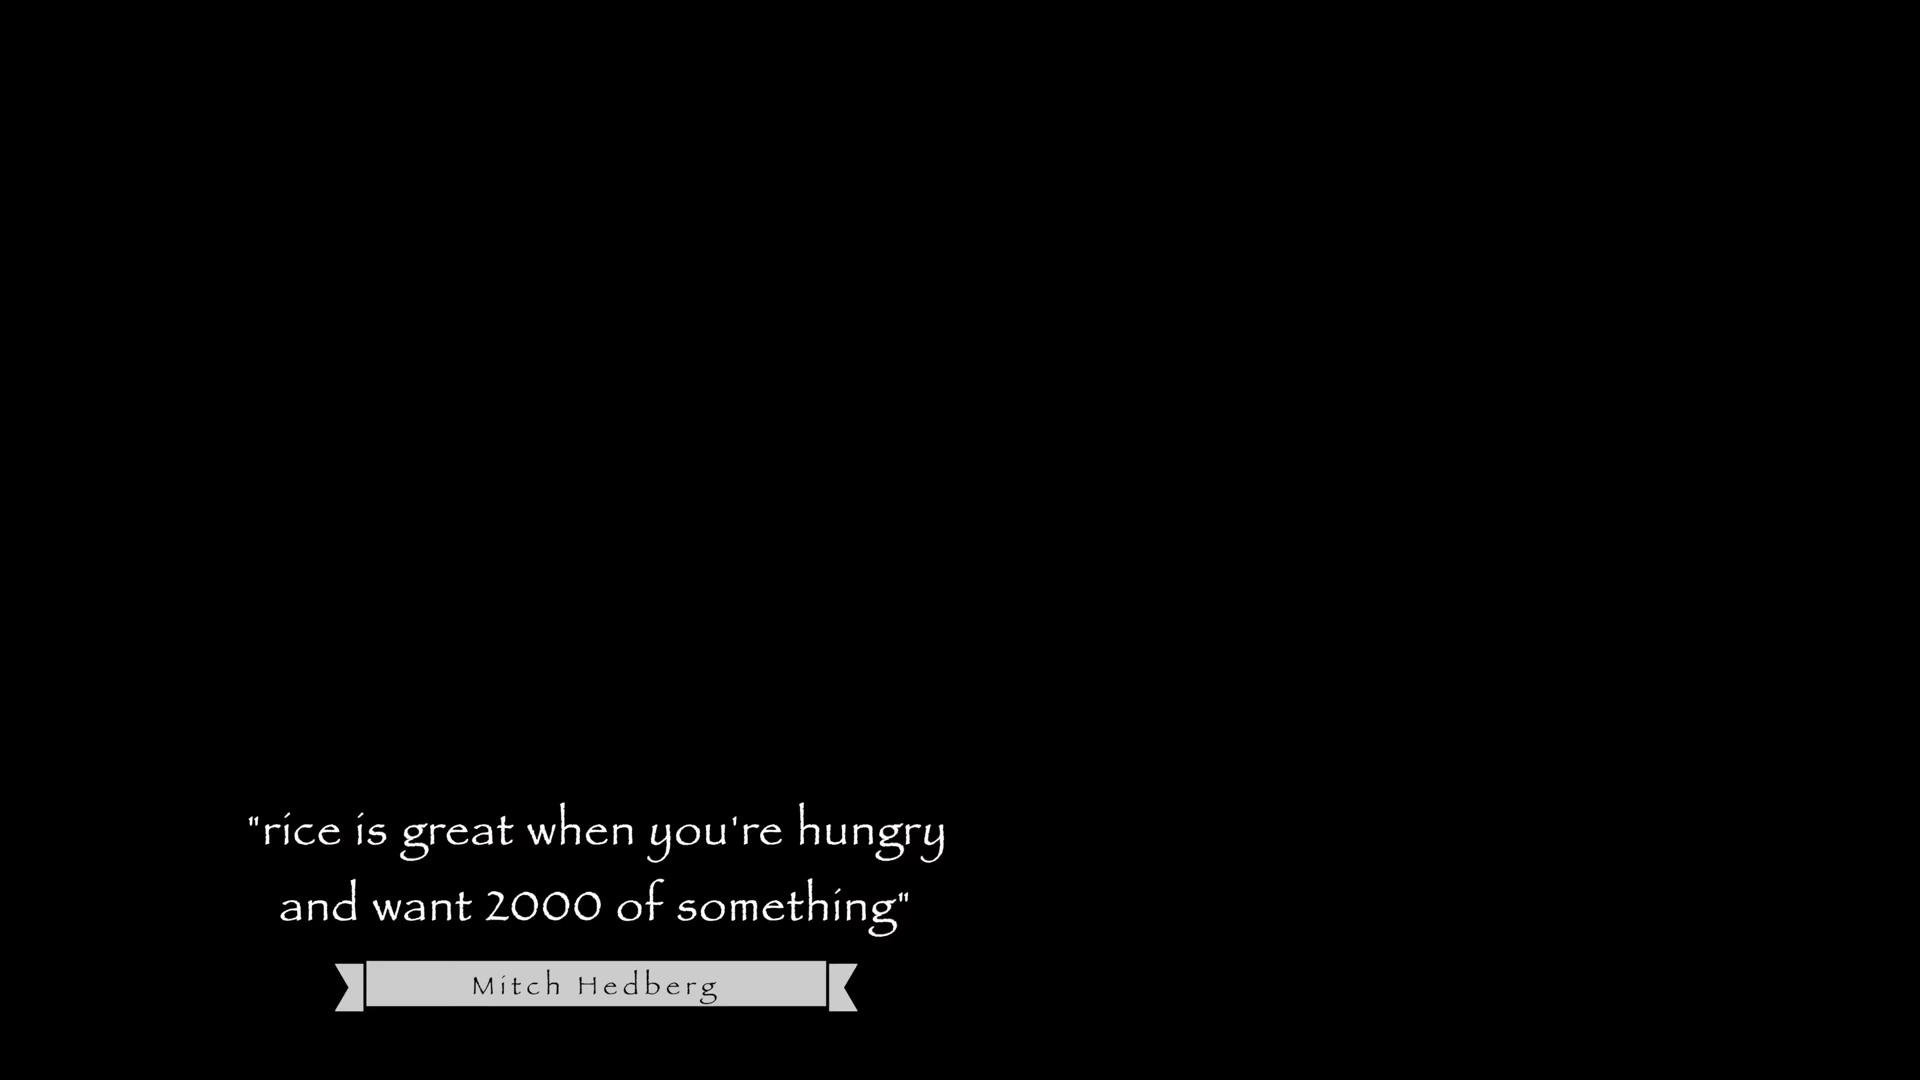 "rice is great when you're hungry
and want 2000 of something"
Mitch Hedberg